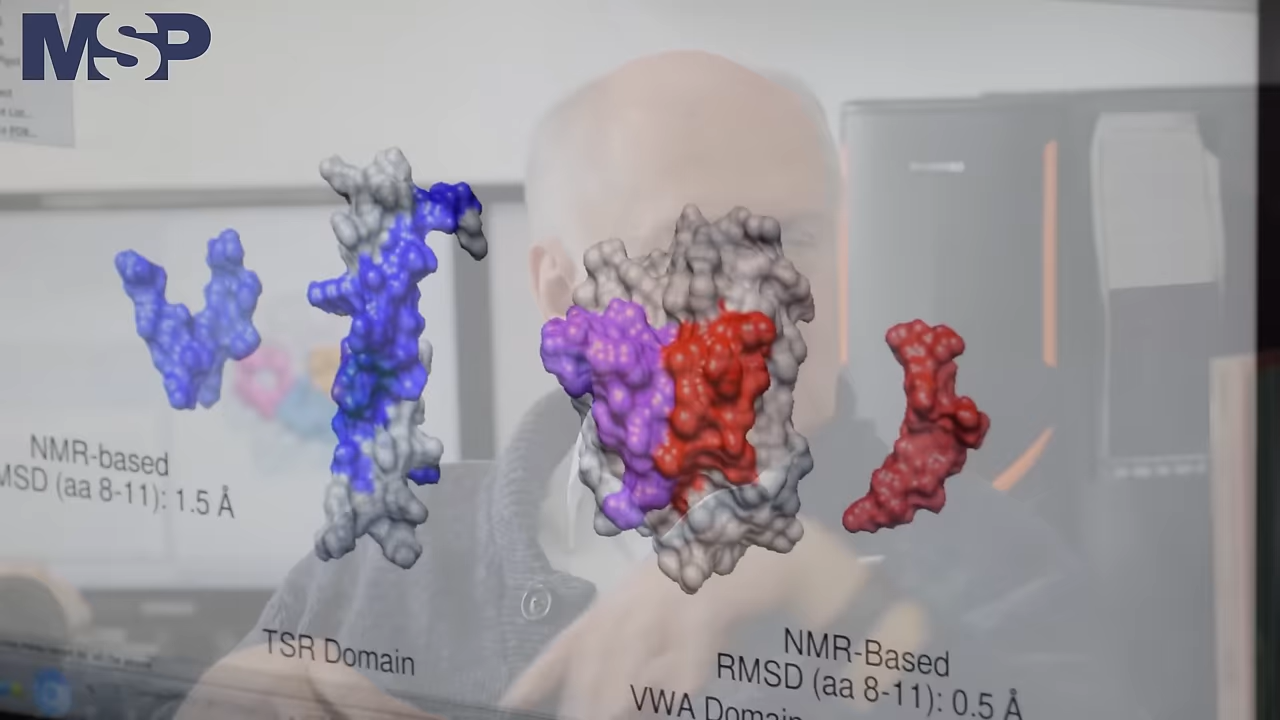 MSP
NMR-based
MSD (aa 8-11): 1.5 Å
TSR Domain
NMR-Based
RMSD (aa 8-11): 0.5 Å
VWA Domain